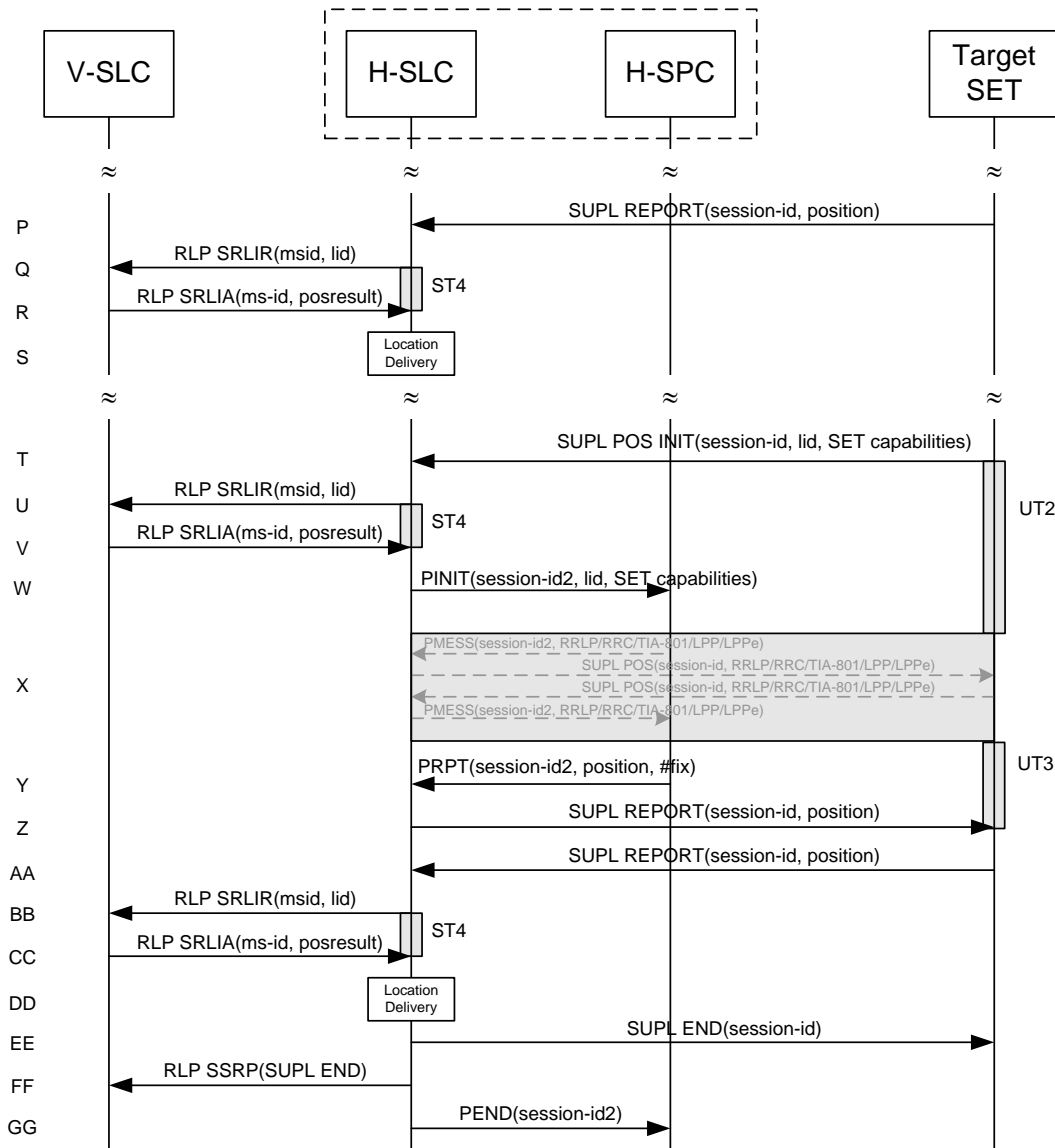 V-SLC
H-SLC
H-SPC
Target
SET
≈ ≈ ≈ ≈
P
SUPL REPORT(session-id, position)
Q
RLP SRLIR(msid, lid)
ST4
R
RLP SRLIA(ms-id, posresult)
S
Location
Delivery
≈ ≈ ≈ ≈
T
SUPL POS INIT(session-id, lid, SET capabilities)
U
RLP SRLIR(msid, lid)
ST4
UT2
V
RLP SRLIA(ms-id, posresult)
W
PINIT(session-id2, lid, SET capabilities)
PMESS(session-id2, RRLP/RRC/TIA-801/LPP/LPPe)
SUPL POS(session-id, RRLP/RRC/TIA-801/LPP/LPPe)
X
SUPL POS(session-id, RRLP/RRC/TIA-801/LPP/LPPe)
PMESS(session-id2, RRLP/RRC/TIA-801/LPP/LPPe)
UT3
Y
PRPT(session-id2, position, #fix)
Z
SUPL REPORT(session-id, position)
AA
SUPL REPORT(session-id, position)
BB
RLP SRLIR(msid, lid)
ST4
CC
RLP SRLIA(ms-id, posresult)
DD
Location
Delivery
EE
SUPL END(session-id)
FF
RLP SSRP(SUPL END)
GG
PEND(session-id2)